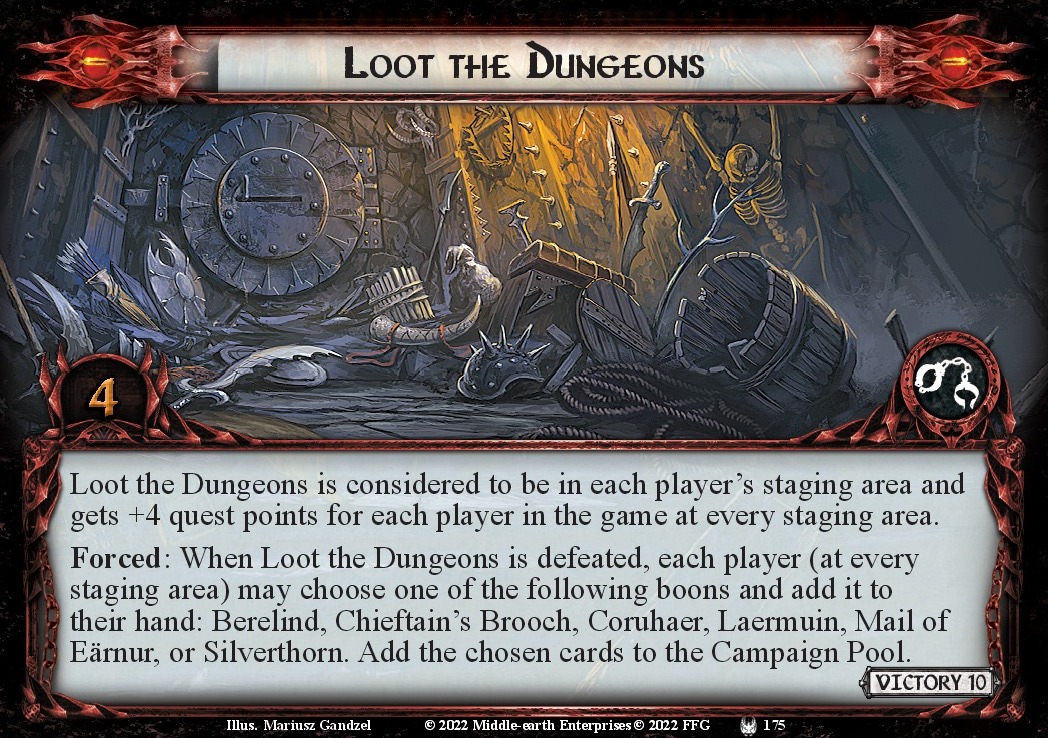 Loot the Dungeons
4
Loot the Dungeons is considered to be in each player’s staging area and
gets +4 quest points for each player in the game at every staging area.
Forced: When Loot the Dungeons is defeated, each player (at every
staging area) may choose one of the following boons and add it to
their hand: Berelind, Chieftain’s Brooch, Coruhaer, Laermuin, Mail of
Eärnur, or Silverthorn. Add the chosen cards to the Campaign Pool.
VICTORY 10
Illus. Mariusz Gandzel © 2022 Middle-earth Enterprises © 2022 FFG 175